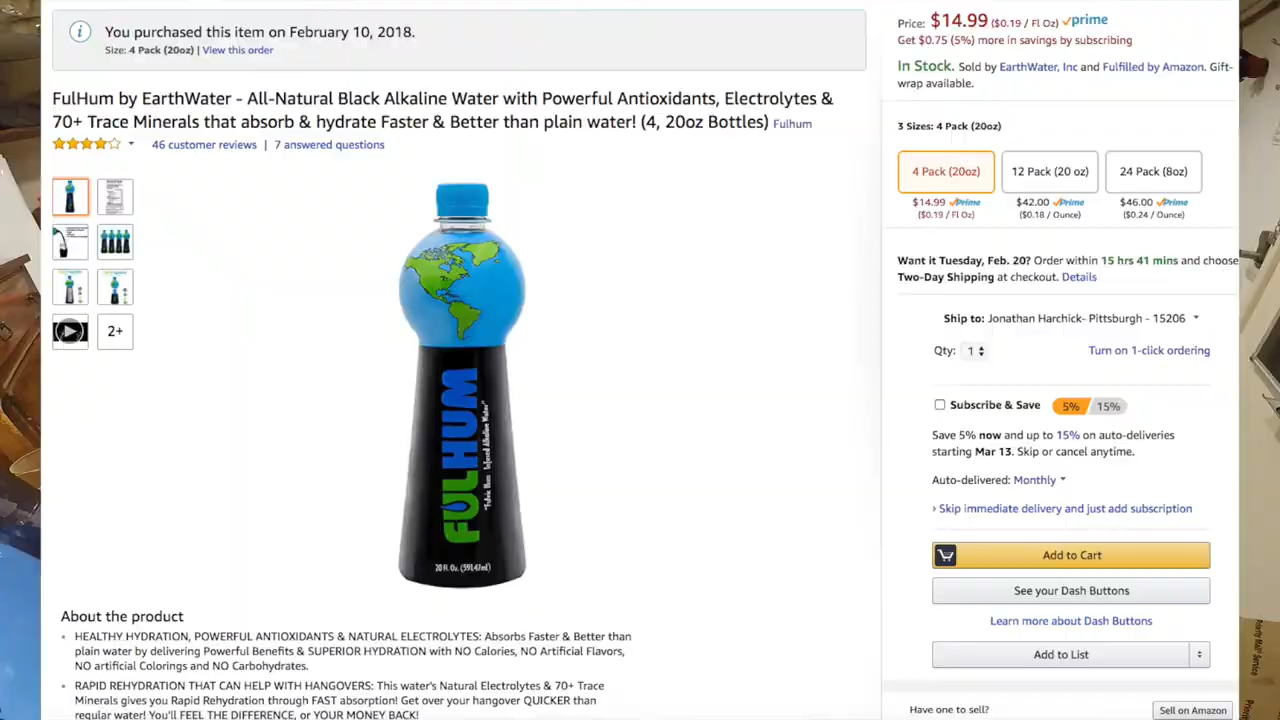 You purchased this item on February 10, 2018.
Size: 4 Pack (20oz) | View this order
FulHum by EarthWater - All-Natural Black Alkaline Water with Powerful Antioxidants, Electrolytes &
70+ Trace Minerals that absorb & hydrate Faster & Better than plain water! (4, 20oz Bottles) Fulhum
46 customer reviews | 7 answered questions
2+
FULHUM
"Fulvic Hum Infused Alkaline Water"
20 Fl. Oz. (591.47ml)
About the product
• HEALTHY HYDRATION, POWERFUL ANTIOXIDANTS & NATURAL ELECTROLYTES: Absorbs Faster & Better than
plain water by delivering Powerful Benefits & SUPERIOR HYDRATION with NO Calories, NO Artificial Flavors,
NO artificial Colorings and NO Carbohydrates.
• RAPID REHYDRATION THAT CAN HELP WITH HANGOVERS: This water's Natural Electrolytes & 70+ Trace
Minerals gives you Rapid Rehydration through FAST absorption! Get over your hangover QUICKER than
regular water! You'll FEEL THE DIFFERENCE, or YOUR MONEY BACK!
Price: $14.99 ($0.19 / Fl Oz) prime
Get $0.75 (5%) more in savings by subscribing
In Stock. Sold by EarthWater, Inc and Fulfilled by Amazon. Gift-
wrap available.
3 Sizes: 4 Pack (20oz)
4 Pack (20oz) 12 Pack (20 oz) 24 Pack (8oz)
$14.99 Prime $42.00 Prime $46.00 Prime
($0.19 / Fl Oz) ($0.18 / Ounce) ($0.24 / Ounce)
Want it Tuesday, Feb. 20? Order within 15 hrs 41 mins and choose
Two-Day Shipping at checkout. Details
Ship to: Jonathan Harchick- Pittsburgh - 15206
Qty: 1 Turn on 1-click ordering
Subscribe & Save 5% 15%
Save 5% now and up to 15% on auto-deliveries
starting Mar 13. Skip or cancel anytime.
Auto-delivered: Monthly
› Skip immediate delivery and just add subscription
Add to Cart
See your Dash Buttons
Learn more about Dash Buttons
Add to List
Have one to sell? Sell on Amazon